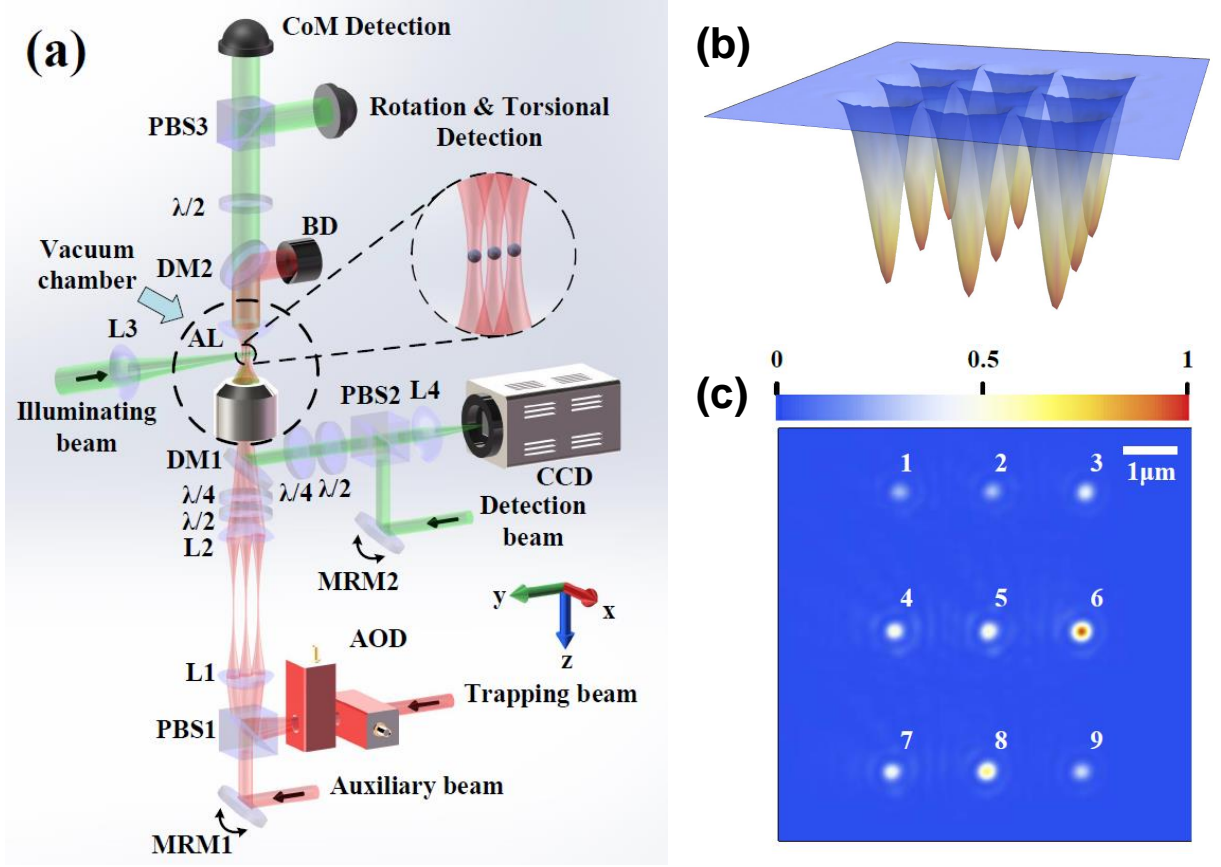 (a)
CoM Detection
PBS3
Rotation & Torsional
Detection
λ/2
BD
Vacuum
chamber
DM2
L3
AL
Illuminating
beam
PBS2
L4
DM1
CCD
λ/4
λ/2
λ/4
λ/2
Detection
beam
L2
MRM2
y
x
z
AOD
L1
Trapping beam
PBS1
Auxiliary beam
MRM1
(b)
0
0.5
1
(c)
1
2
3
1μm
4
5
6
7
8
9